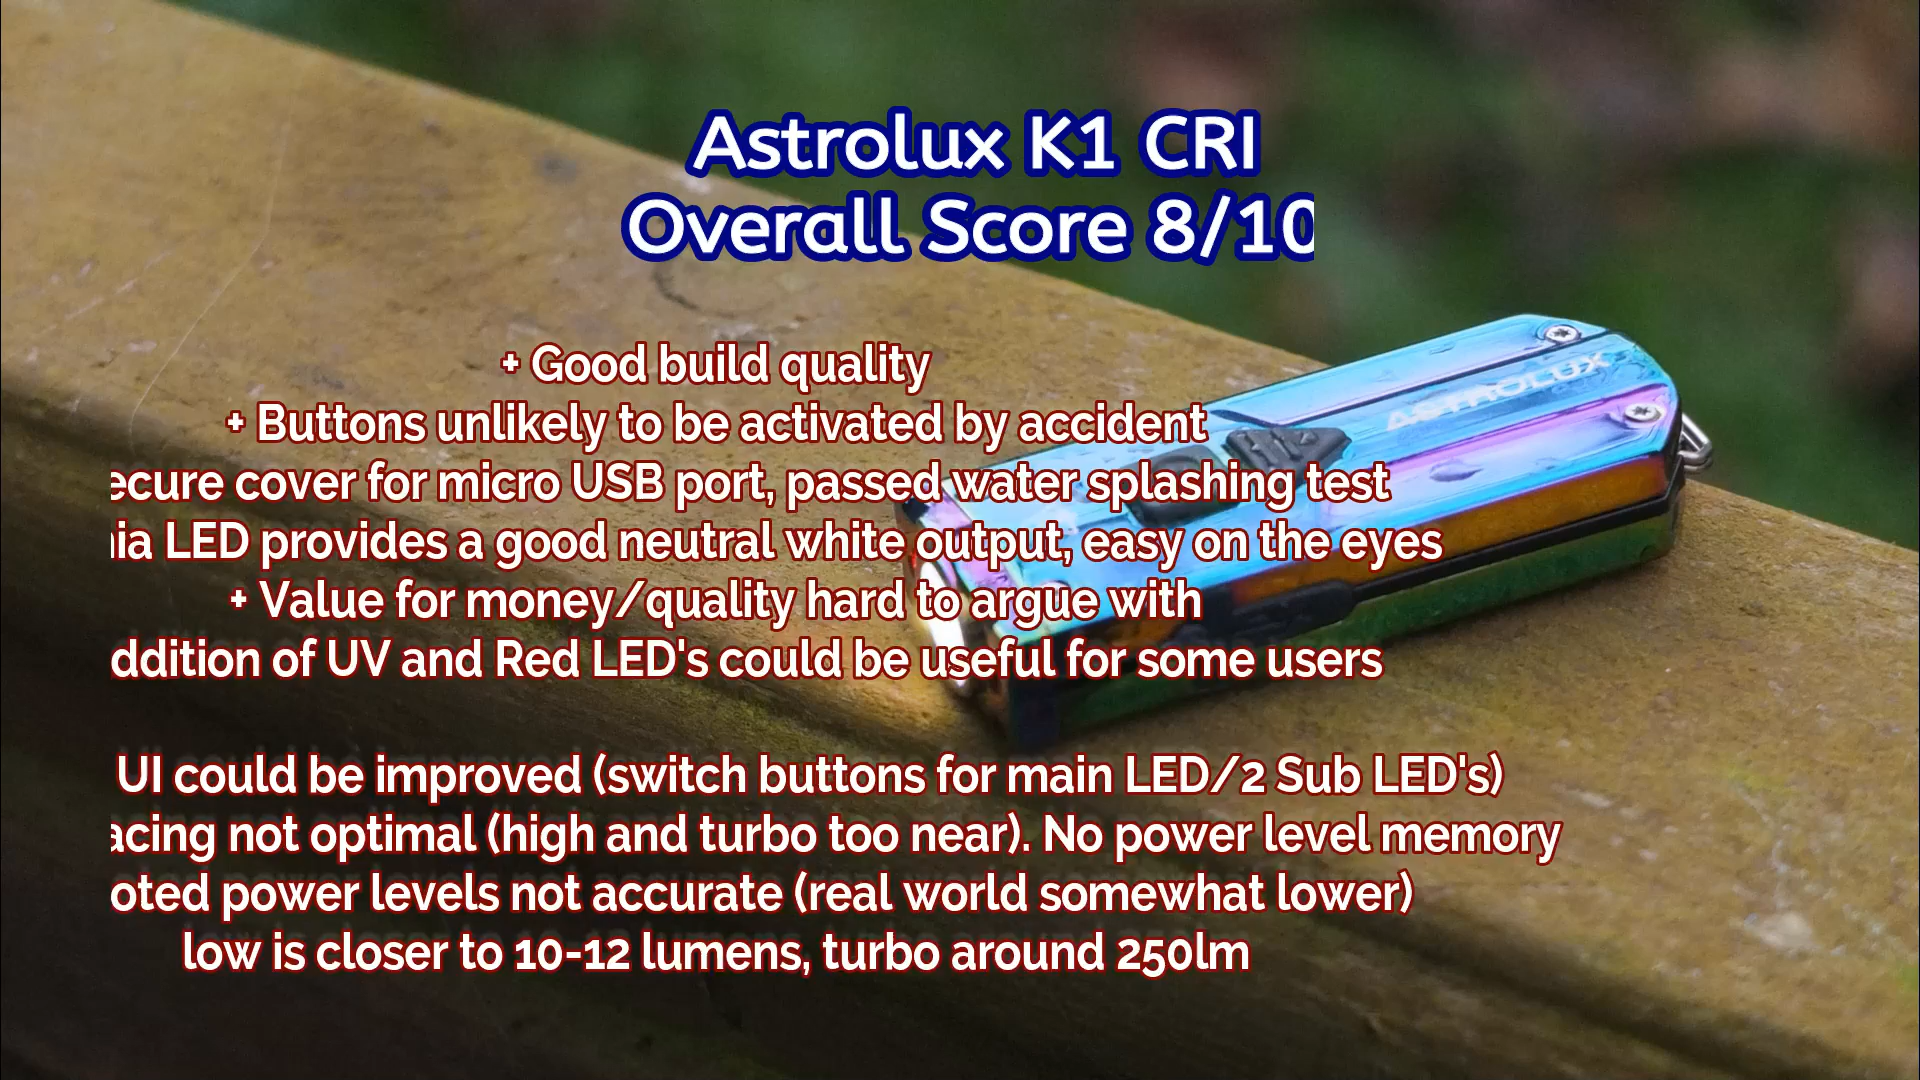 Astrolux K1 CRI
Overall Score 8/10
+ Good build quality
+ Buttons unlikely to be activated by accident
ecure cover for micro USB port, passed water splashing test
ia LED provides a good neutral white output, easy on the eyes
+ Value for money/quality hard to argue with
ddition of UV and Red LED's could be useful for some users
UI could be improved (switch buttons for main LED/2 Sub LED's)
acing not optimal (high and turbo too near). No power level memory
oted power levels not accurate (real world somewhat lower)
low is closer to 10-12 lumens, turbo around 250lm
ASTROLUX